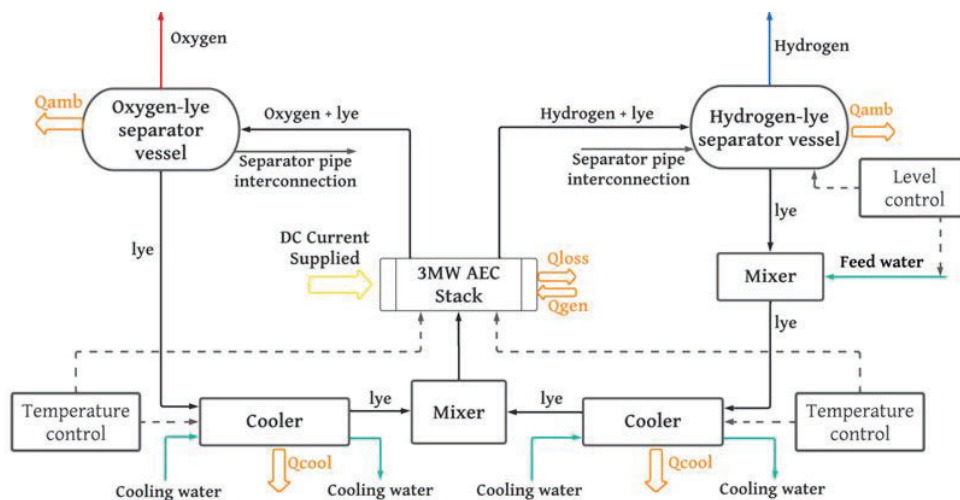 Oxygen
Hydrogen
Qamb
Oxygen-lye
separator
vessel
Oxygen + lye
Separator pipe
interconnection
Hydrogen + lye
Separator pipe
interconnection
Hydrogen-lye
separator vessel
Qamb
Level
control
lye
lye
DC Current
Supplied
3MW AEC
Stack
Qloss
Qgen
Mixer
Feed water
lye
Temperature
control
Cooler
lye
Mixer
lye
Cooler
Temperature
control
Cooling water
Qcool
Cooling water
Cooling water
Qcool
Cooling water